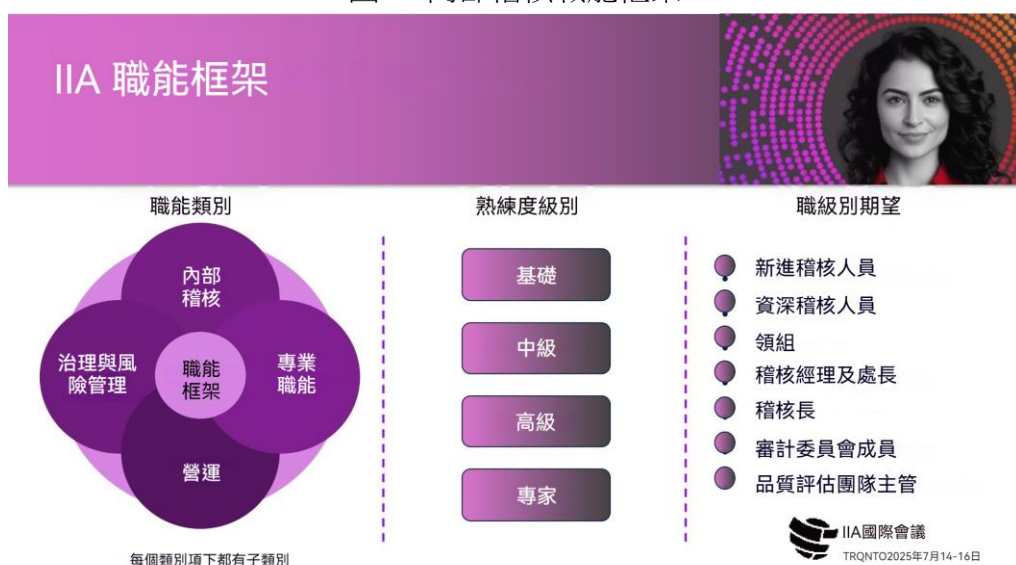 IIA 職能框架
職能類別
熟練度級別
職級別期望
內部
稽核
治理與風
險管理
職能
框架
專業
職能
營運
每個類別項下都有子類別
基礎
中級
高級
專家
新進稽核人員
資深稽核人員
領組
稽核經理及處長
稽核長
審計委員會成員
品質評估團隊主管
IIA國際會議
TRQNTO2025年7月14-16日